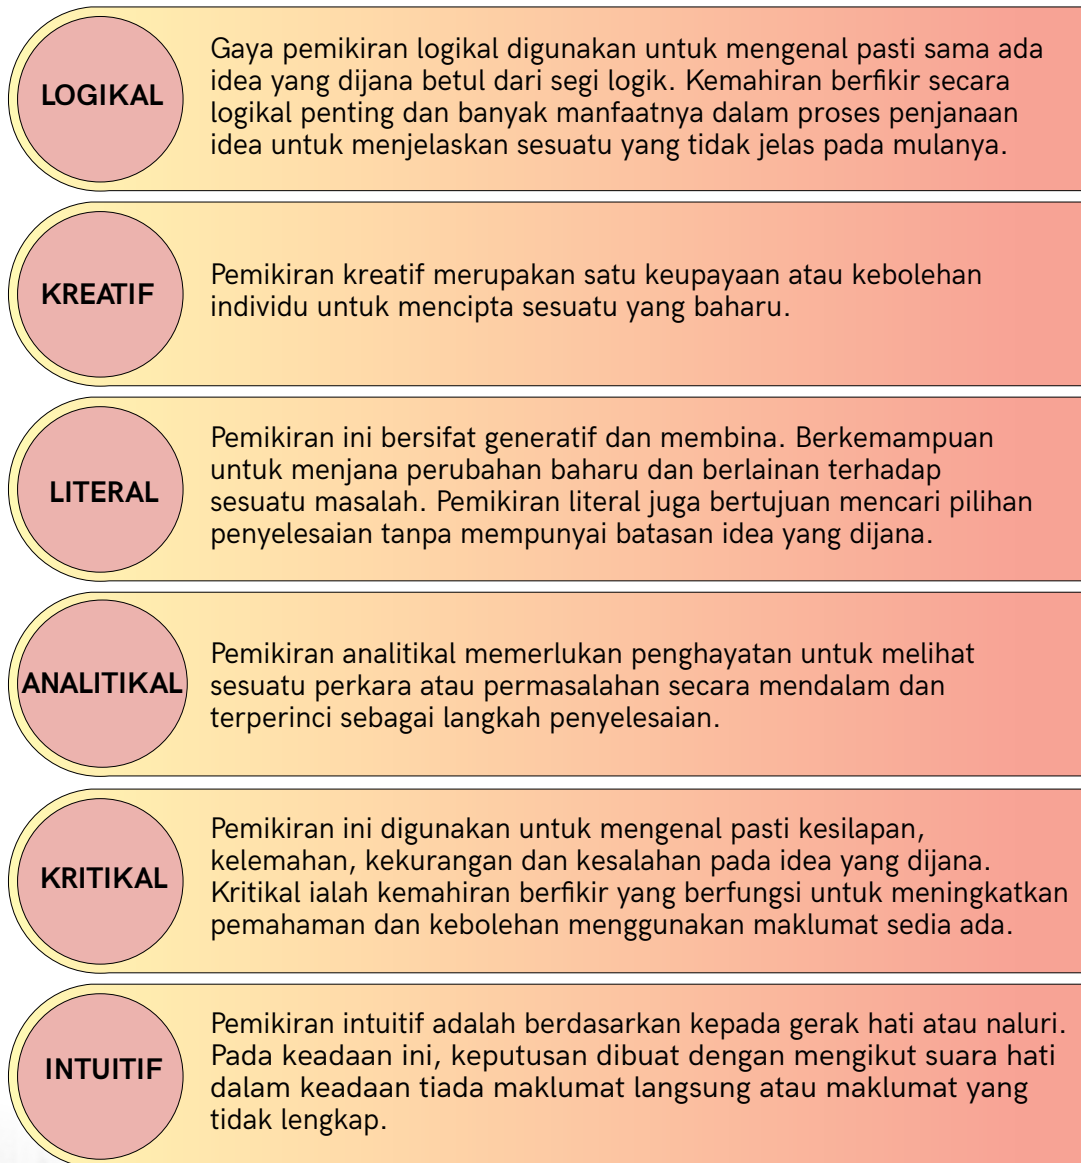 LOGIKAL
Gaya pemikiran logikal digunakan untuk mengenal pasti sama ada
idea yang dijana betul dari segi logik. Kemahiran berfikir secara
logikal penting dan banyak manfaatnya dalam proses penjanaan
idea untuk menjelaskan sesuatu yang tidak jelas pada mulanya.
KREATIF
Pemikiran kreatif merupakan satu keupayaan atau kebolehan
individu untuk mencipta sesuatu yang baharu.
LITERAL
Pemikiran ini bersifat generatif dan membina. Berkemampuan
untuk menjana perubahan baharu dan berlainan terhadap
sesuatu masalah. Pemikiran literal juga bertujuan mencari pilihan
penyelesaian tanpa mempunyai batasan idea yang dijana.
ANALITIKAL
Pemikiran analitikal memerlukan penghayatan untuk melihat
sesuatu perkara atau permasalahan secara mendalam dan
terperinci sebagai langkah penyelesaian.
KRITIKAL
Pemikiran ini digunakan untuk mengenal pasti kesilapan,
kelemahan, kekurangan dan kesalahan pada idea yang dijana.
Kritikal ialah kemahiran berfikir yang berfungsi untuk meningkatkan
pemahaman dan kebolehan menggunakan maklumat sedia ada.
INTUITIF
Pemikiran intuitif adalah berdasarkan kepada gerak hati atau naluri.
Pada keadaan ini, keputusan dibuat dengan mengikut suara hati
dalam keadaan tiada maklumat langsung atau maklumat yang
tidak lengkap.